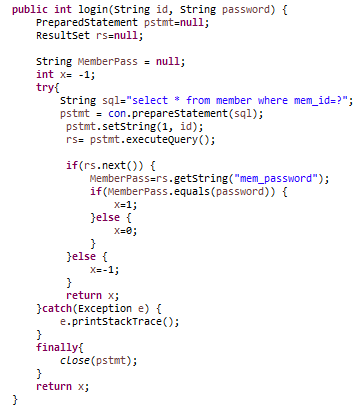 public int login(String id, String password) {
    PreparedStatement pstmt=null;
    ResultSet rs=null;

    String MemberPass = null;
    int x= -1;
    try{
        String sql="select * from member where mem_id=?";
        pstmt = con.prepareStatement(sql);
         pstmt.setString(1, id);
         rs= pstmt.executeQuery();

         if(rs.next()) {
             MemberPass=rs.getString("mem_password");
             if(MemberPass.equals(password)) {
                 x=1;
             }else {
                 x=0;
             }
         }else {
             x=-1;
         }
         return x;
    }catch(Exception e) {
        e.printStackTrace();
    }
    finally{
        close(pstmt);
    }
    return x;
}